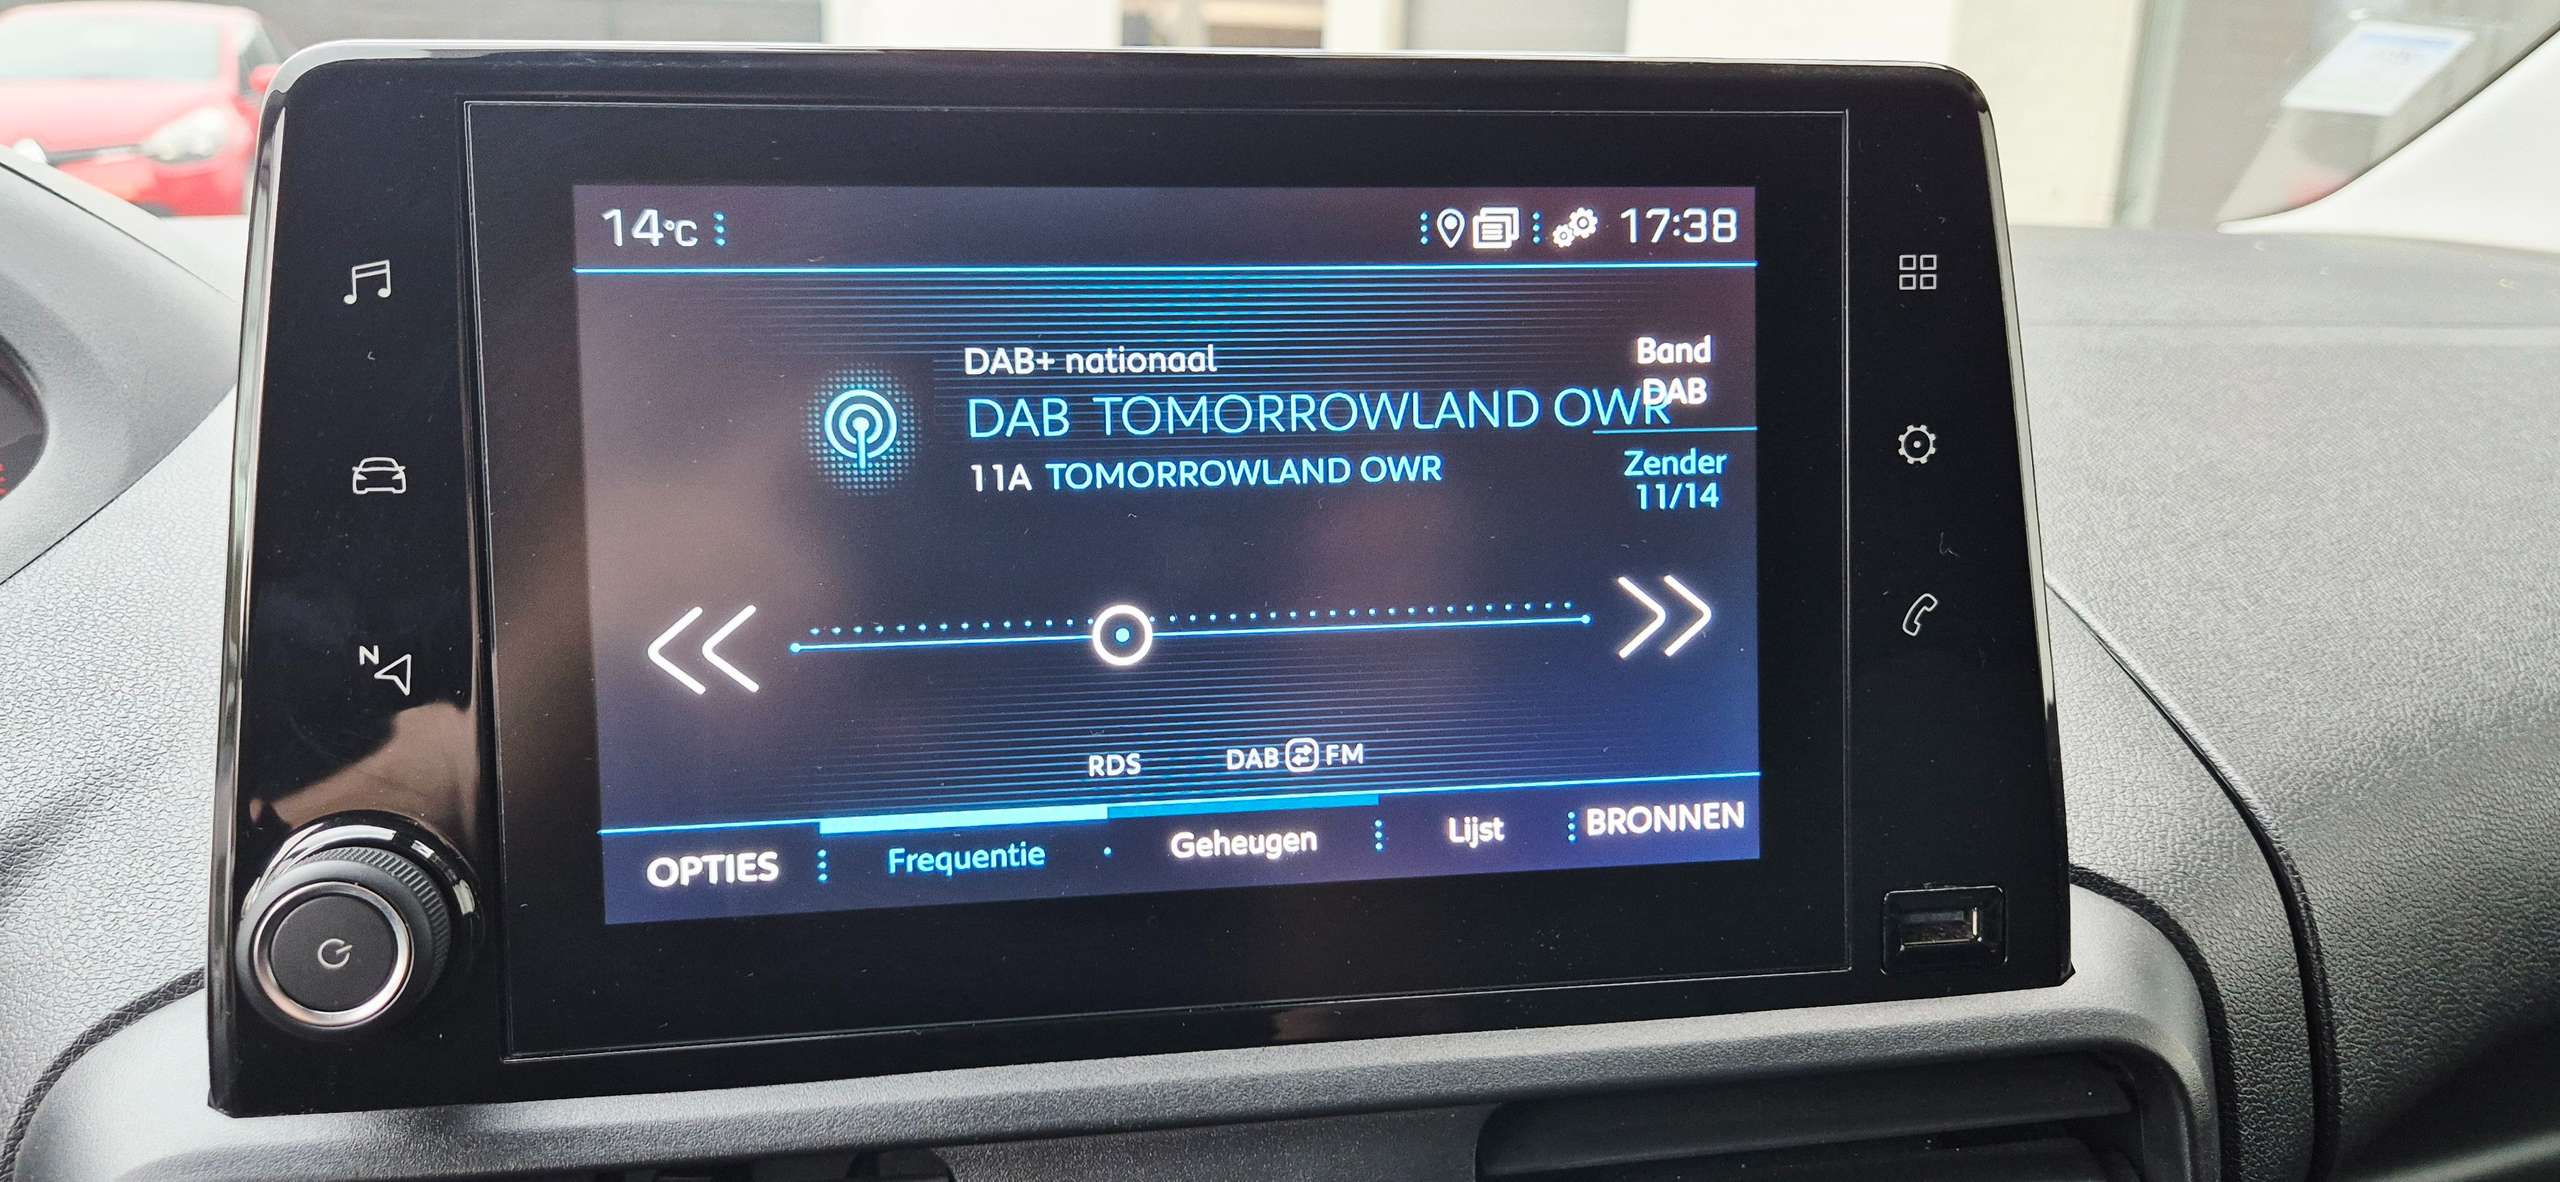 14°C
17:38
DAB+ nationaal
Band
DAB
DAB TOMORROWLAND OWR
11A TOMORROWLAND OWR
Zender
11/14
N
RDS
DAB FM
OPTIES
Frequentie
Geheugen
Lijst
BRONNEN